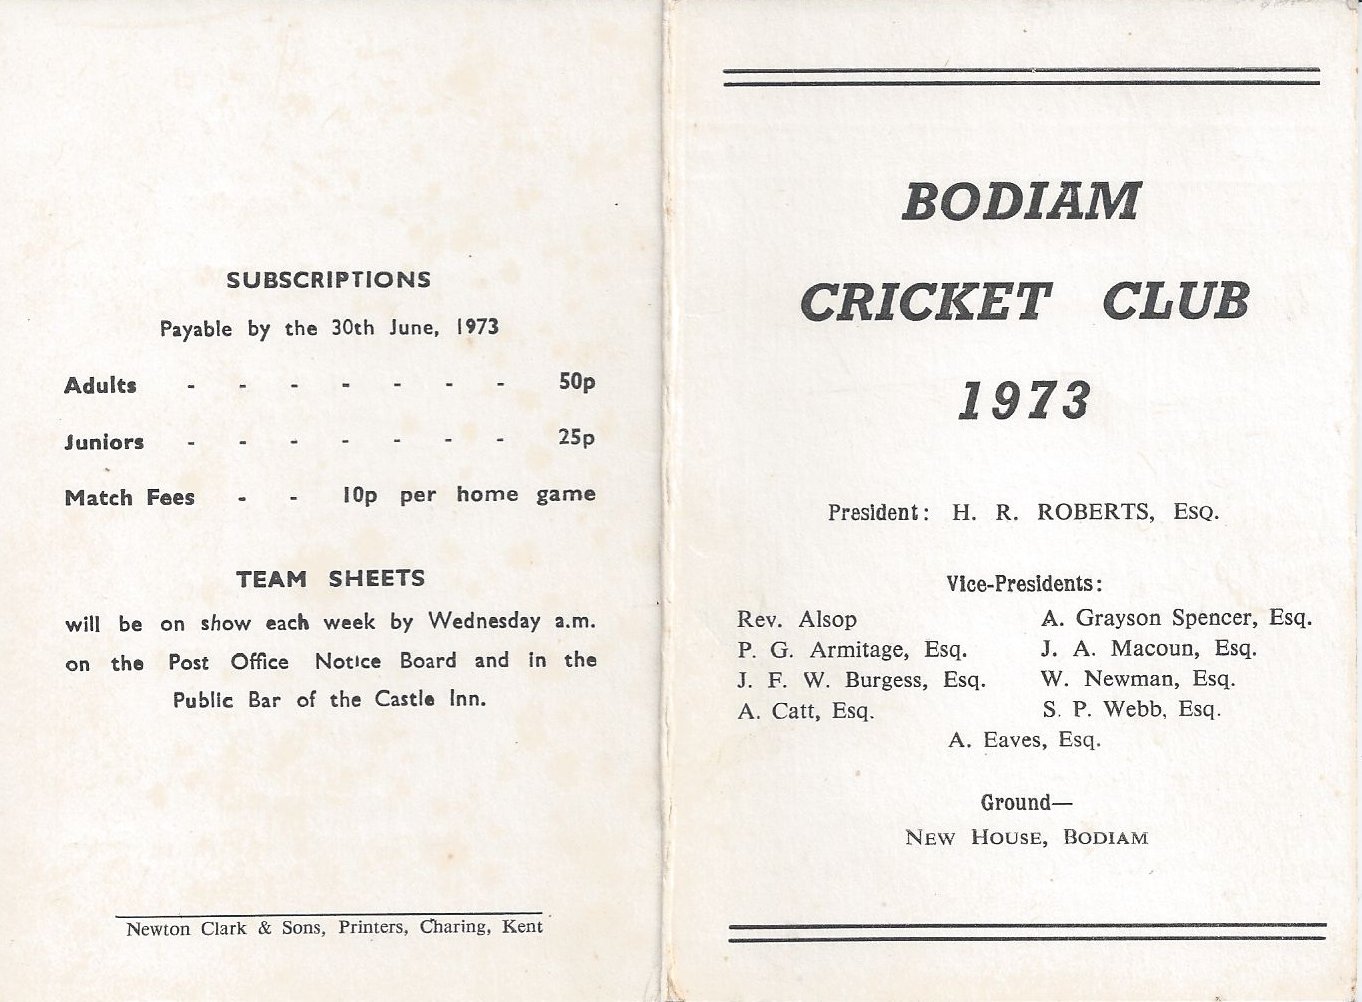 SUBSCRIPTIONS
Payable by the 30th June, 1973
Adults - - - - - - - 50p
Juniors - - - - - - - 25p
Match Fees - - 10p per home game
TEAM SHEETS
will be on show each week by Wednesday a.m.
on the Post Office Notice Board and in the
Public Bar of the Castle Inn.
Newton Clark & Sons, Printers, Charing, Kent
BODIAM
CRICKET CLUB
1973
President: H. R. ROBERTS, ESQ.
Vice-Presidents:
Rev. Alsop
P. G. Armitage, Esq.
J. F. W. Burgess, Esq.
A. Catt, Esq.
A. Grayson Spencer, Esq.
J. A. Macoun, Esq.
W. Newman, Esq.
S. P. Webb, Esq.
A. Eaves, Esq.
Ground—
NEW HOUSE, BODIAM